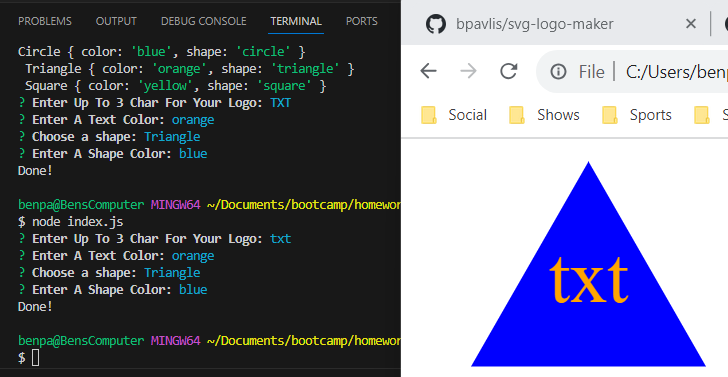 PROBLEMS OUTPUT DEBUG CONSOLE TERMINAL PORTS
Circle { color: 'blue', shape: 'circle' }
Triangle { color: 'orange', shape: 'triangle' }
Square { color: 'yellow', shape: 'square' }
? Enter Up To 3 Char For Your Logo: TXT
? Enter A Text Color: orange
? Choose a shape: Triangle
? Enter A Shape Color: blue
Done!
benpa@BensComputer MINGW64 ~/Documents/bootcamp/homewor
$ node index.js
? Enter Up To 3 Char For Your Logo: txt
? Enter A Text Color: orange
? Choose a shape: Triangle
? Enter A Shape Color: blue
Done!
benpa@BensComputer MINGW64 ~/Documents/bootcamp/homewor
$
bpavlis/svg-logo-maker
File C:/Users/benp
Social Shows Sports S
txt